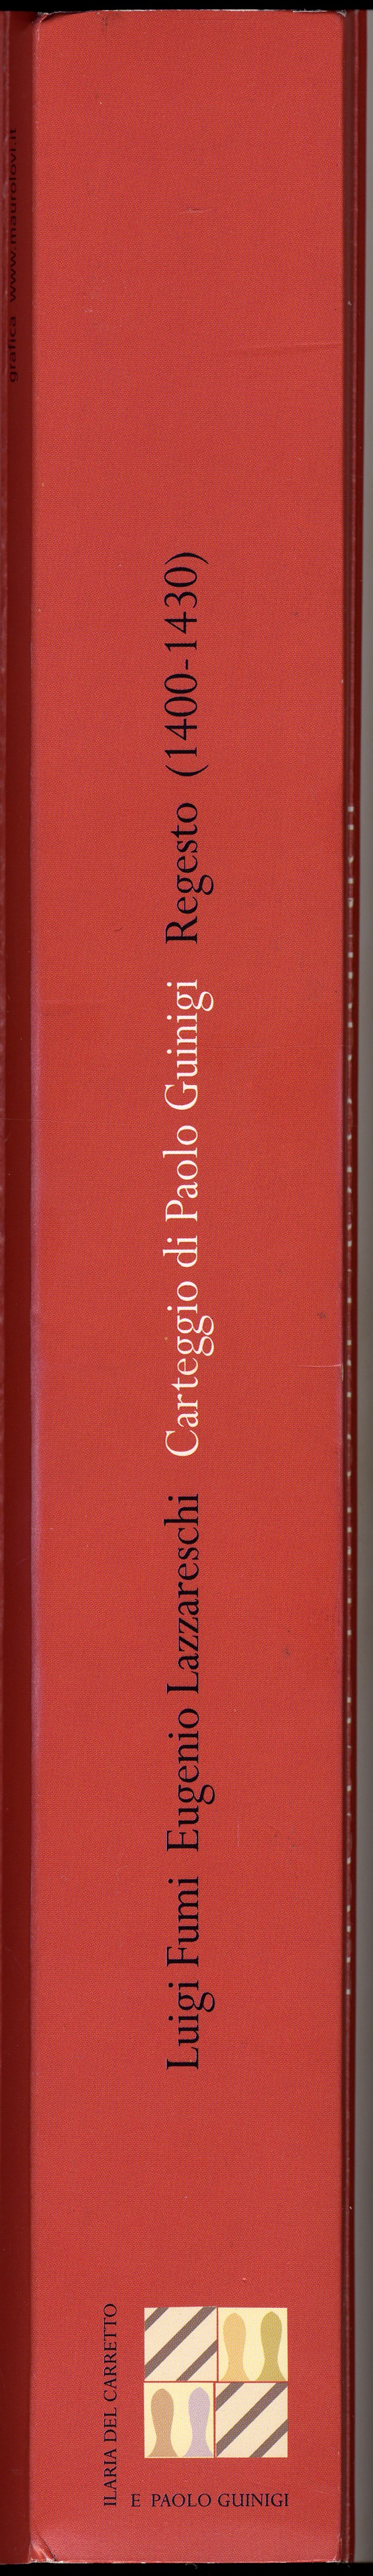 Luigi Fumi Eugenio Lazzareschi Carteggio di Paolo Guinigi Regesto (1400-1430)
ILARIA DEL CARRETTO
E PAOLO GUINIGI
grafica www.maurolovi.it